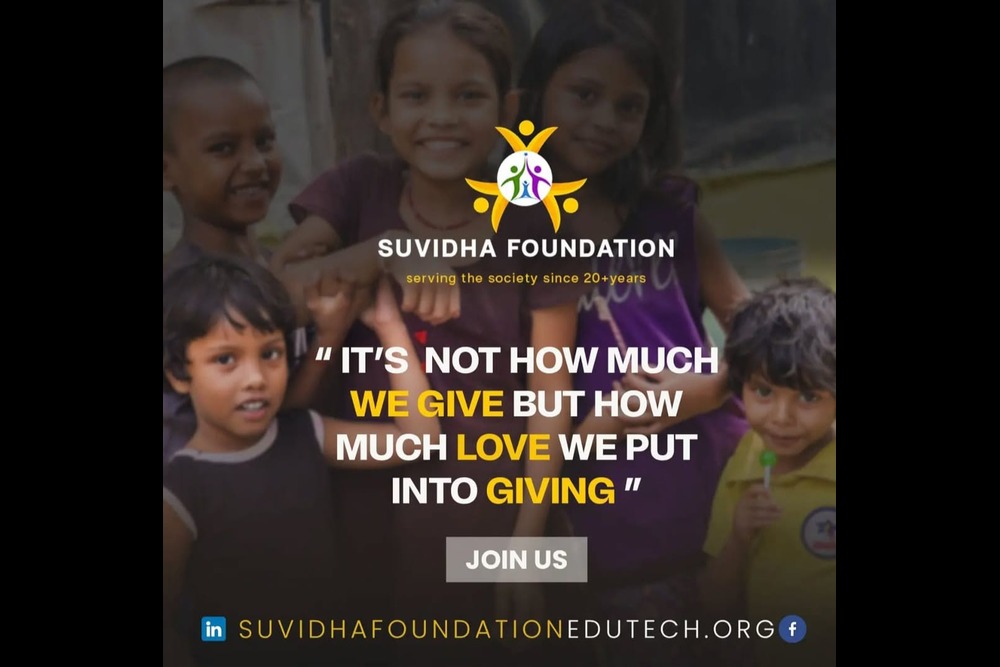 SUVIDHA FOUNDATION
serving the society since 20+years
“ IT’S NOT HOW MUCH
WE GIVE BUT HOW
MUCH LOVE WE PUT
INTO GIVING ”
JOIN US
in SUVIDHAFOUNDATIONEDUTECH.ORG f